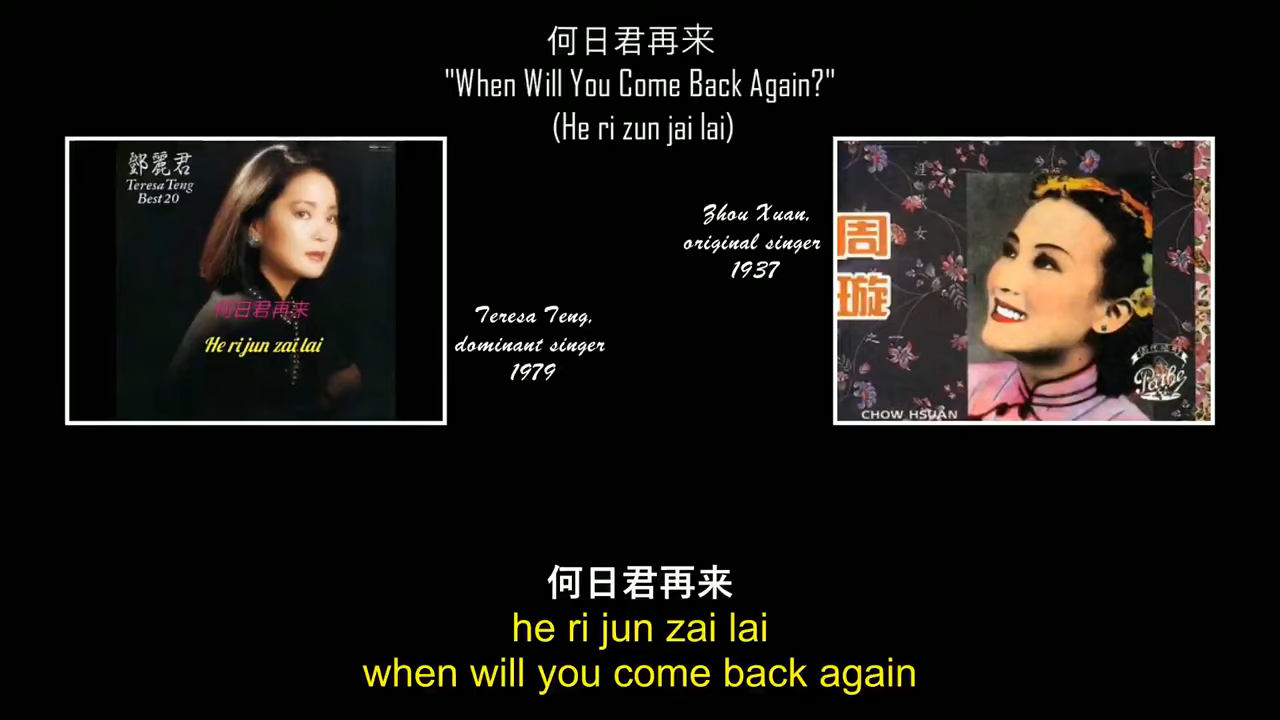 何日君再来
"When Will You Come Back Again?"
(He ri zun jai lai)
鄧麗君
Teresa Teng
Best 20
何日君再来
He ri jun zai lai
Teresa Teng,
dominant singer
1979
Zhou Xuan,
original singer
1937
周
璇
Pathé
CHOW HSUAN
何日君再来
he ri jun zai lai
when will you come back again